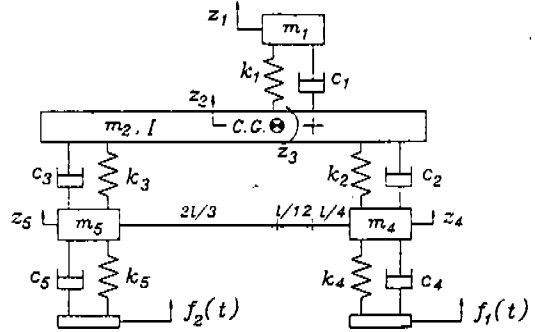 z₁
m₁
k₁
c₁
z₂
m₂, I
C.G.
z₃
c₃
k₃
k₂
c₂
z₅
m₅
2l/3
l/12
l/4
m₄
z₄
c₅
k₅
k₄
c₄
f₂(t)
f₁(t)